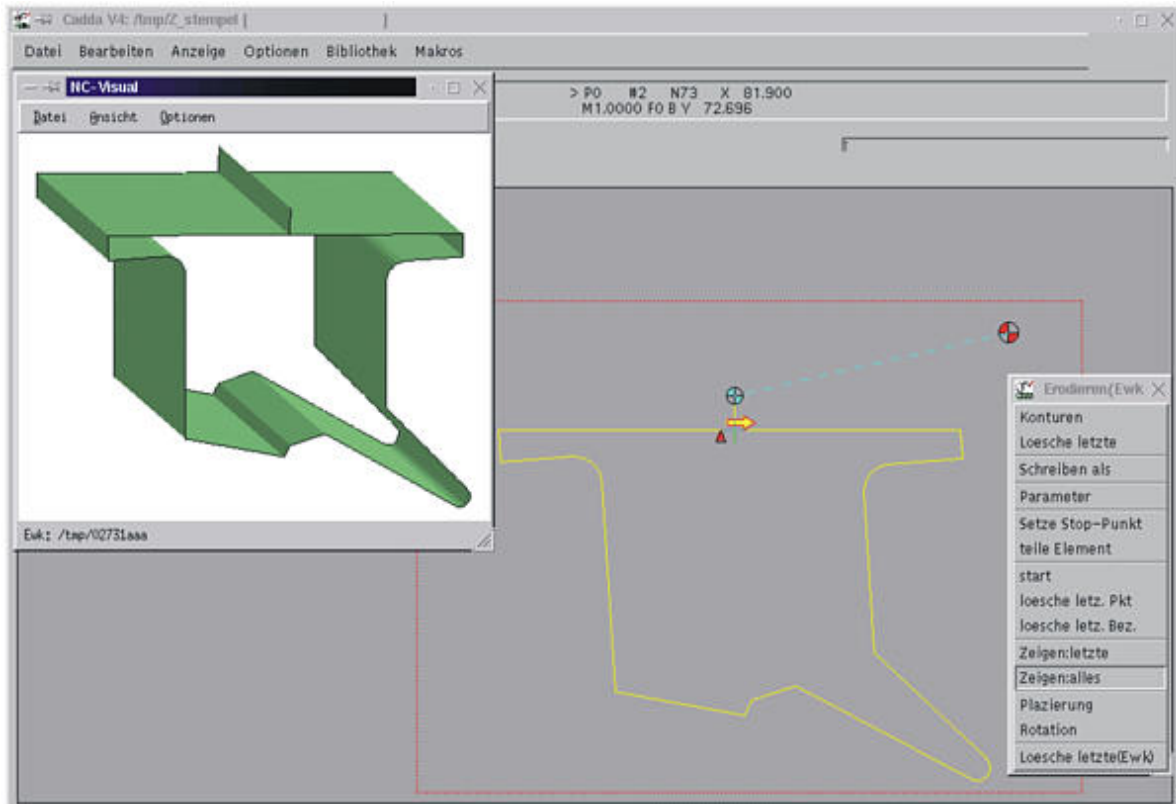 Cadda V4: /tmp/Z_stempel [ ]
Datei Bearbeiten Anzeige Optionen Bibliothek Makros
NC-Visual
Datei Ansicht Optionen
> P0 #2 N73 X 81.900
M1.0000 F0 B Y 72.696
Ewk: /tmp/02731aaa
Erodieren(Ewk
Konturen
Loesche letzte
Schreiben als
Parameter
Setze Stop-Punkt
teile Element
start
loesche letz. Pkt
loesche letz. Bez.
Zeigen:letzte
Zeigen:alles
Plazierung
Rotation
Loesche letzte(Ewk)